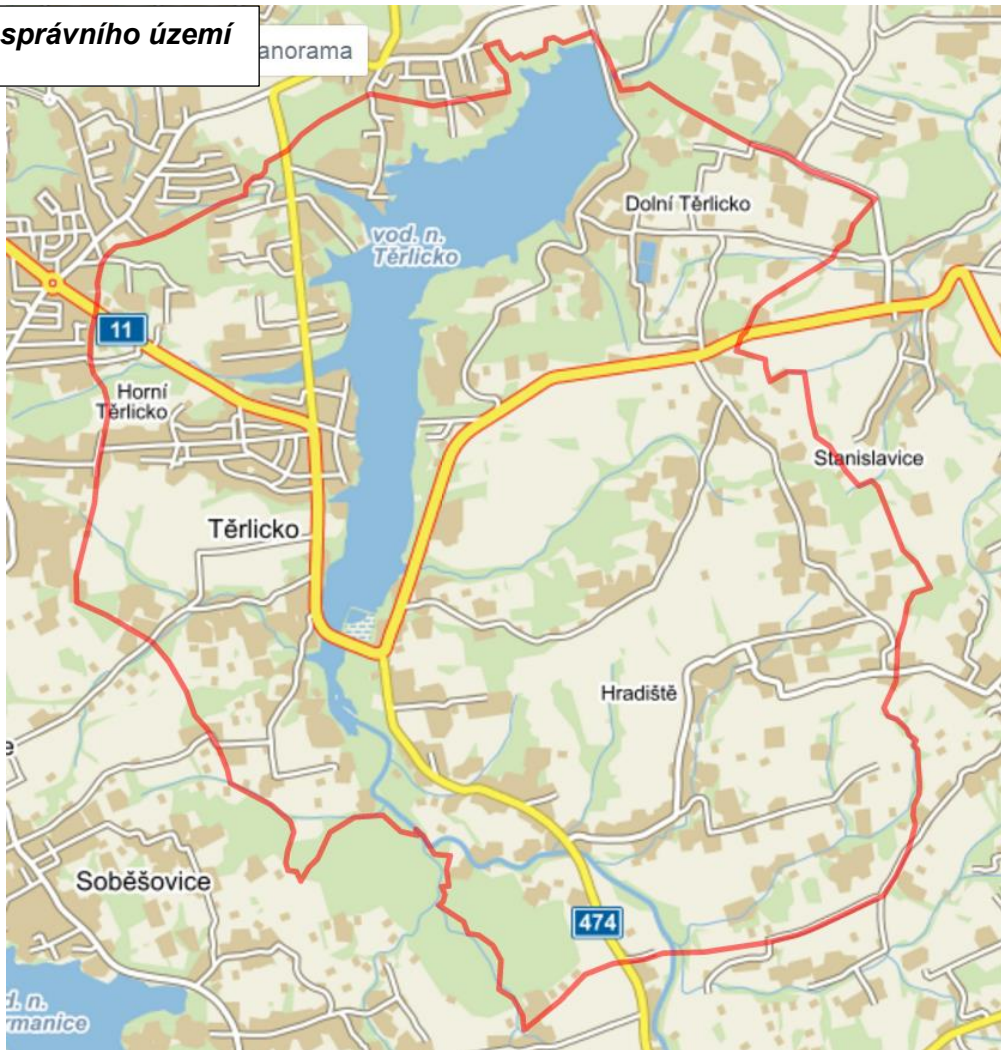 správního území
anorama
Dolní Těrlicko
vod. n.
Těrlicko
11
Horní
Těrlicko
Stanislavice
Těrlicko
Hradiště
e
Soběšovice
474
d. n.
rmanice